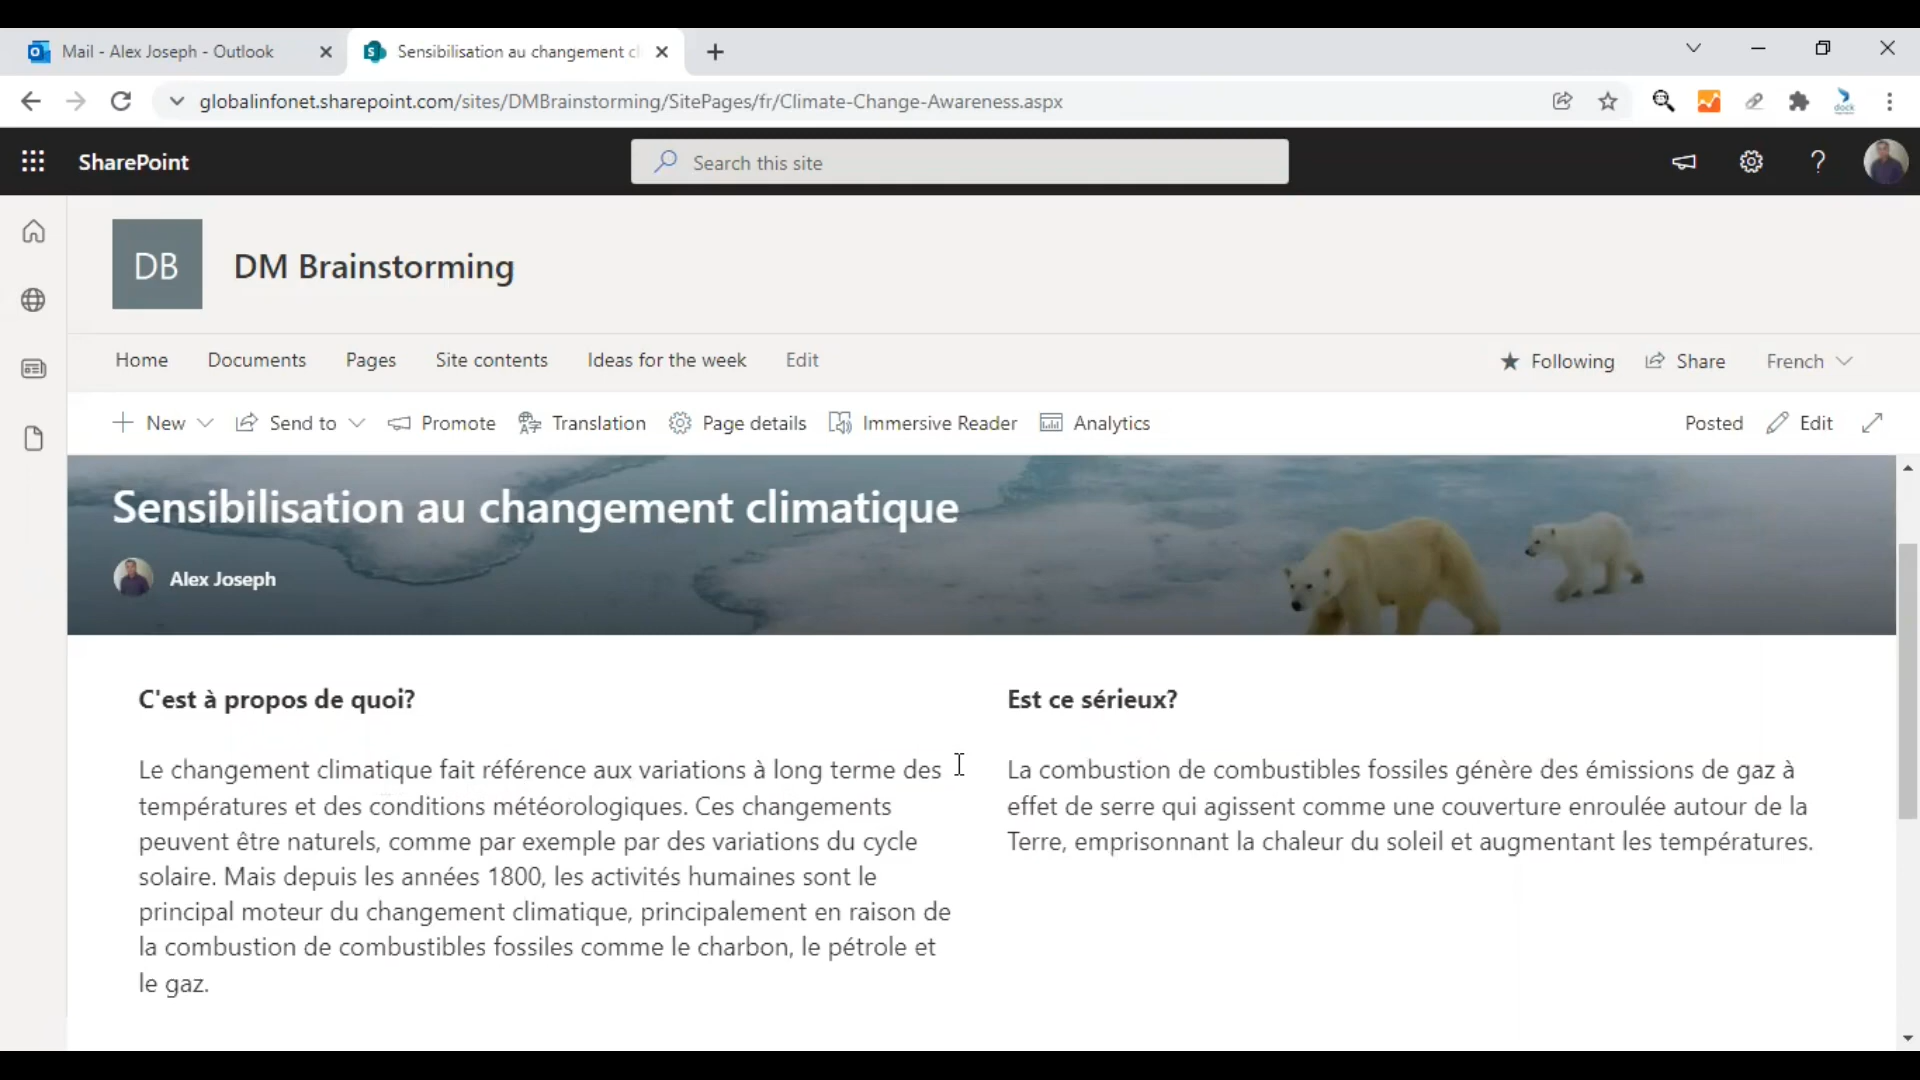 Mail - Alex Joseph - Outlook
Sensibilisation au changement cl
globalinfonet.sharepoint.com/sites/DMBrainstorming/SitePages/fr/Climate-Change-Awareness.aspx
dock
SharePoint
Search this site
DB
DM Brainstorming
Home Documents Pages Site contents Ideas for the week Edit
Following Share French
New Send to Promote Translation Page details Immersive Reader Analytics
Posted Edit
Sensibilisation au changement climatique
Alex Joseph
C'est à propos de quoi?
Le changement climatique fait référence aux variations à long terme des
températures et des conditions météorologiques. Ces changements
peuvent être naturels, comme par exemple par des variations du cycle
solaire. Mais depuis les années 1800, les activités humaines sont le
principal moteur du changement climatique, principalement en raison de
la combustion de combustibles fossiles comme le charbon, le pétrole et
le gaz.
Est ce sérieux?
La combustion de combustibles fossiles génère des émissions de gaz à
effet de serre qui agissent comme une couverture enroulée autour de la
Terre, emprisonnant la chaleur du soleil et augmentant les températures.